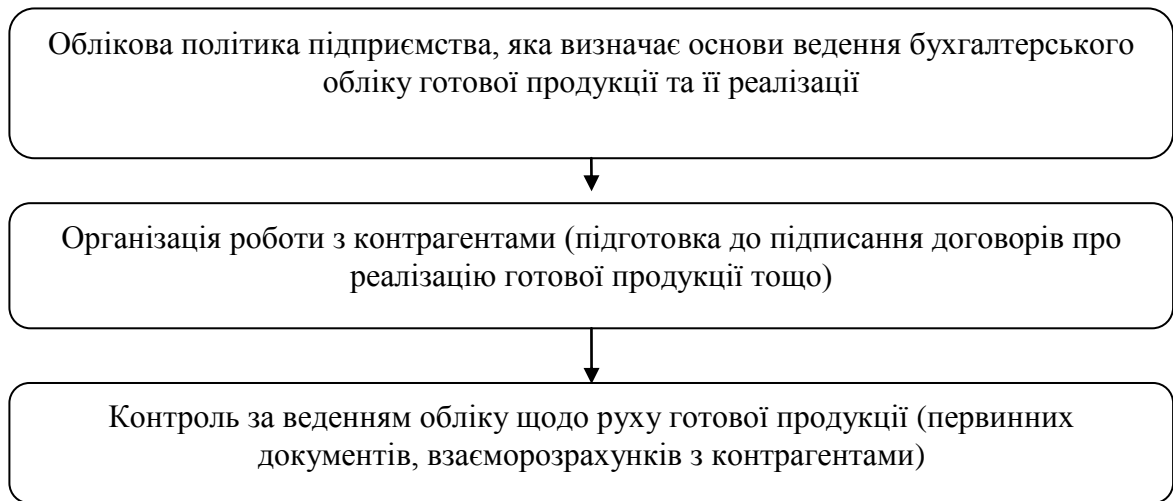 Облікова політика підприємства, яка визначає основи ведення бухгалтерського
обліку готової продукції та її реалізації
Організація роботи з контрагентами (підготовка до підписання договорів про
реалізацію готової продукції тощо)
Контроль за веденням обліку щодо руху готової продукції (первинних
документів, взаєморозрахунків з контрагентами)